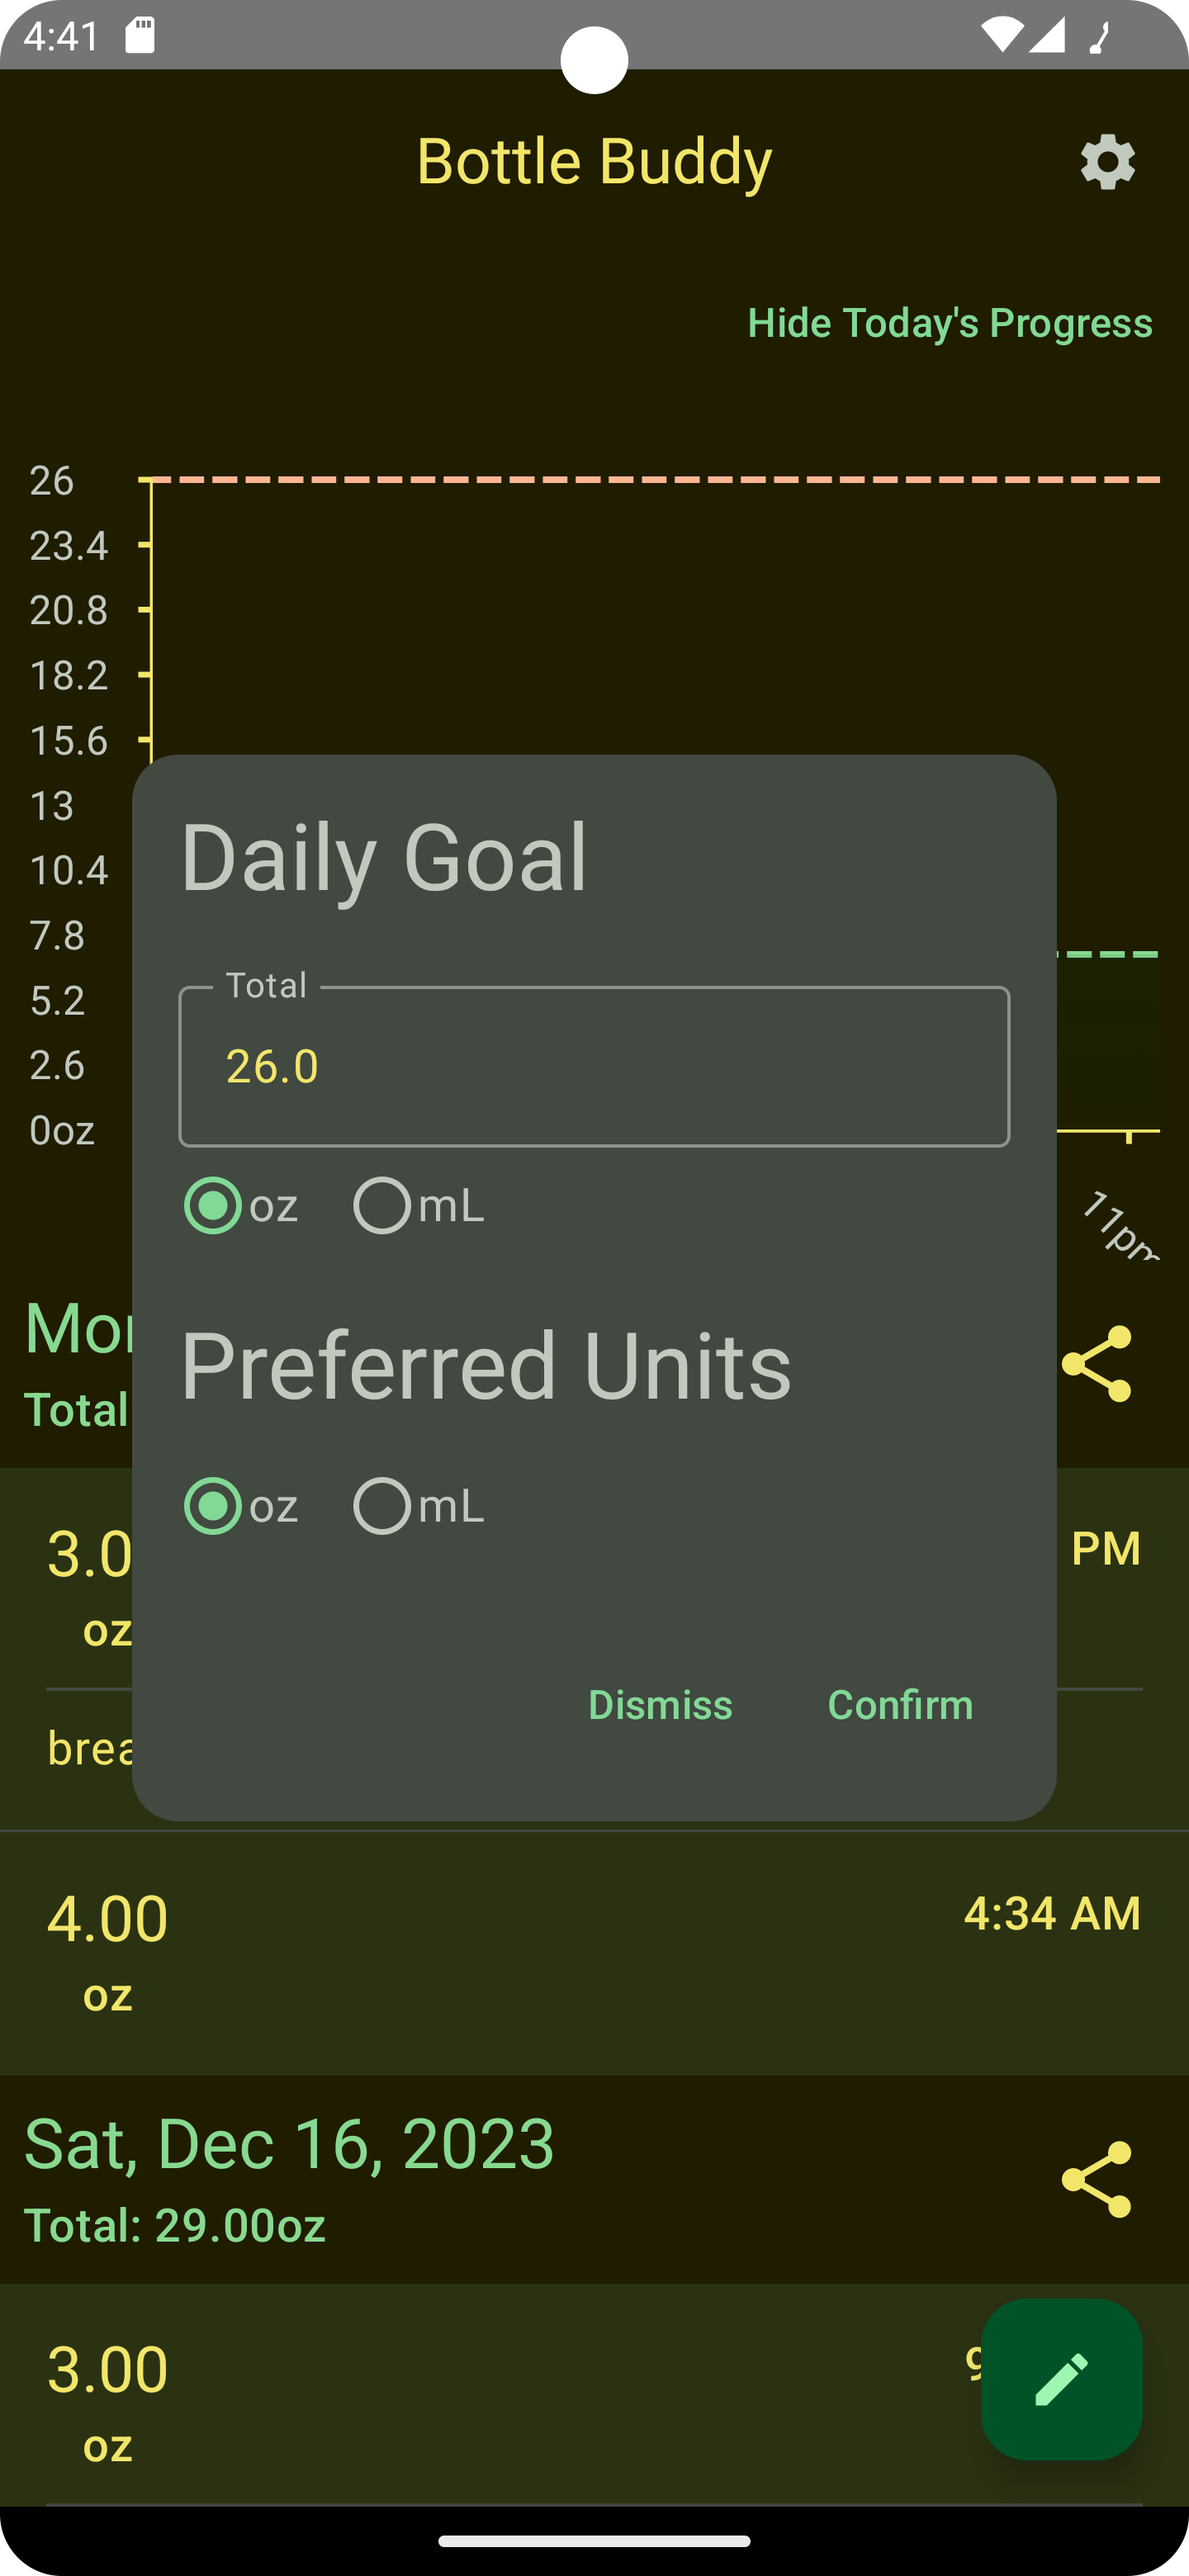 4:41
Bottle Buddy
Hide Today's Progress
26
23.4
20.8
18.2
15.6
13
10.4
7.8
5.2
2.6
0oz
11pm
Daily Goal
Total
26.0
oz mL
Preferred Units
oz mL
Dismiss Confirm
Total
3.0
PM
oz
4.00
4:34 AM
oz
Sat, Dec 16, 2023
Total: 29.00oz
3.00
9
oz